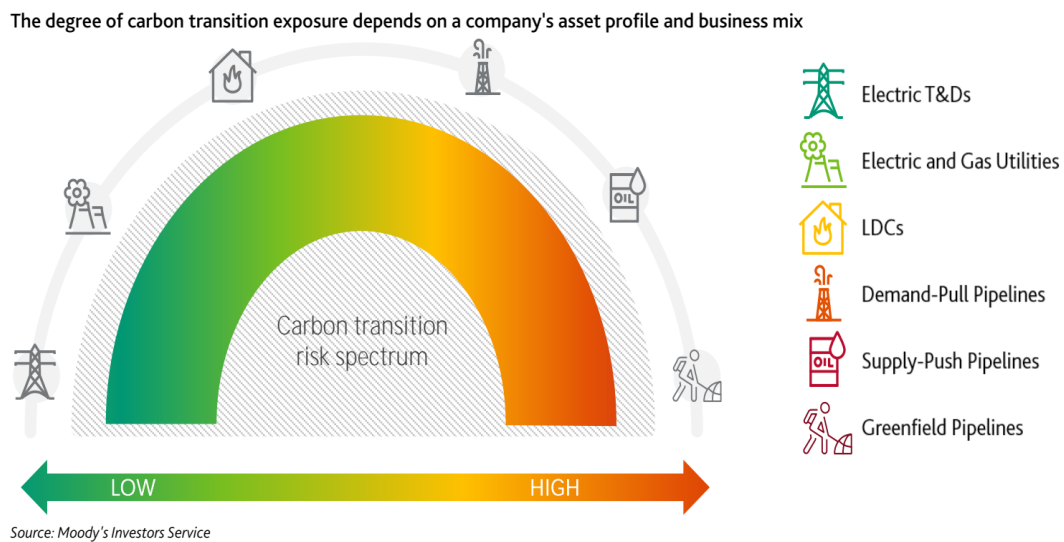 The degree of carbon transition exposure depends on a company's asset profile and business mix
Electric T&Ds
Electric and Gas Utilities
LDCs
Demand-Pull Pipelines
OIL
Supply-Push Pipelines
Greenfield Pipelines
OIL
Carbon transition
risk spectrum
LOW
HIGH
Source: Moody's Investors Service